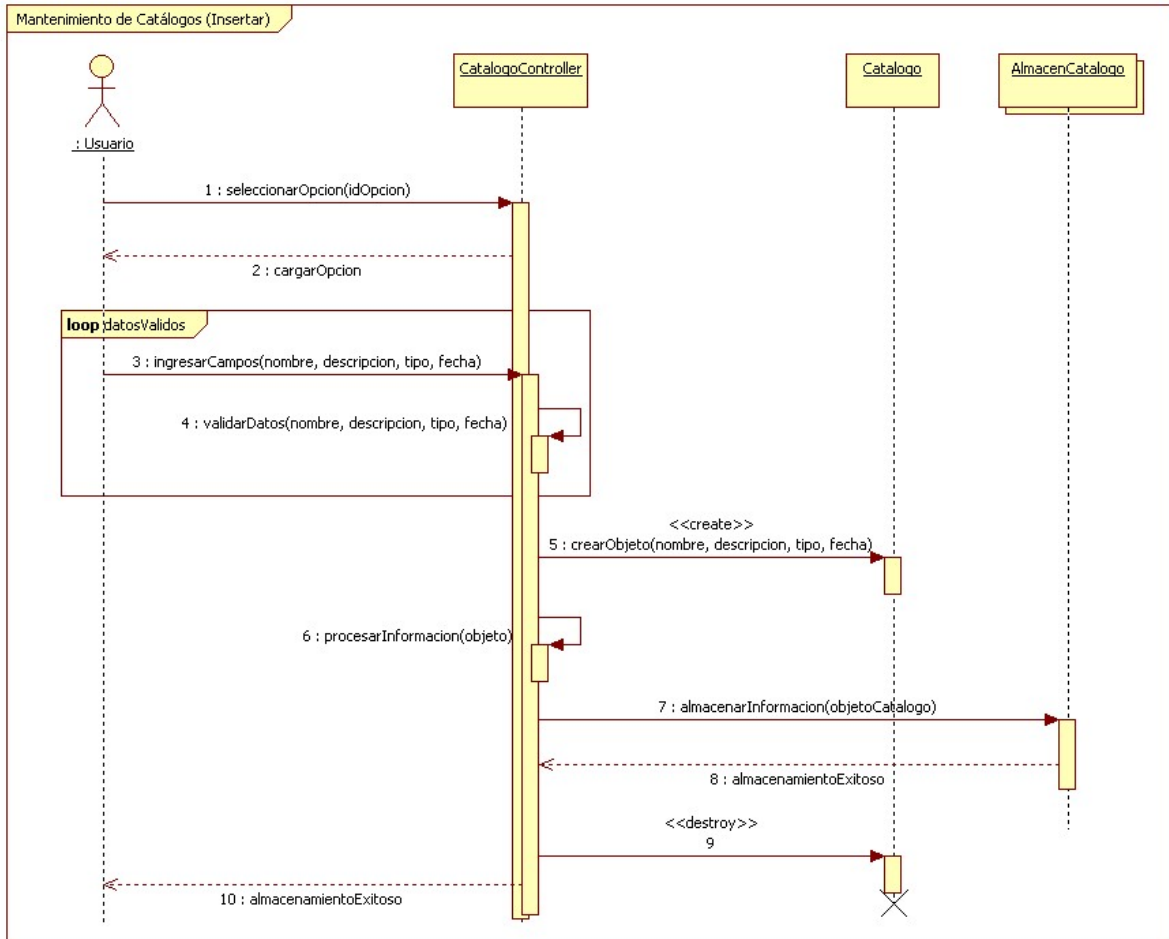 Mantenimiento de Catálogos (Insertar)
: Usuario
CatalogoController
Catalogo
AlmacenCatalogo
1 : seleccionarOpcion(idOpcion)
2 : cargarOpcion
loop datosValidos
3 : ingresarCampos(nombre, descripcion, tipo, fecha)
4 : validarDatos(nombre, descripcion, tipo, fecha)
<<create>>
5 : crearObjeto(nombre, descripcion, tipo, fecha)
6 : procesarInformacion(objeto)
7 : almacenarInformacion(objetoCatalogo)
8 : almacenamientoExitoso
<<destroy>>
9
10 : almacenamientoExitoso